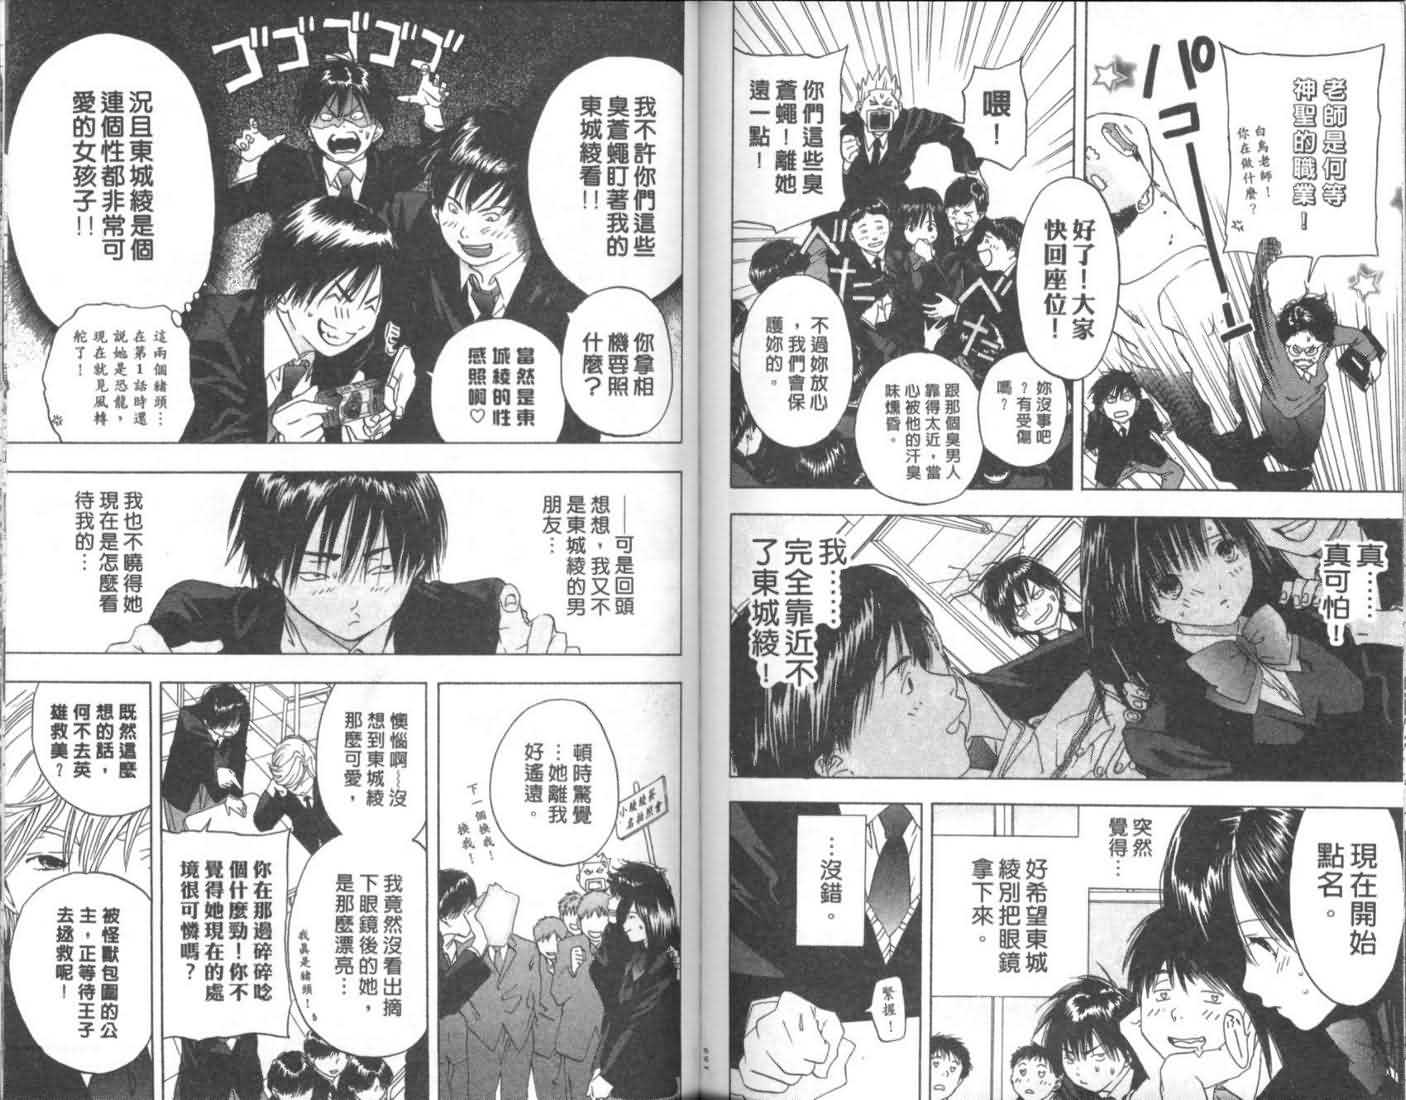 老師是何等
神聖的職業！
白鳥老師！
你在做什麼？
パコーーー！
喂！
你們這些臭
蒼蠅！離她
遠一點！
好了！大家
快回座位！
ベタ
ベタ
妳沒事吧
？有受傷
嗎？
跟那個臭男人
靠得太近，當
心被他的汗臭
味燻昏。
不過妳放心
，我們會保
護妳的。
真……
真可怕！
我……
完全靠近不
了東城綾！
現在開始
點名。
突然
覺得…
好希望東城
綾別把眼鏡
拿下來。
…沒錯。
緊握！
ゴゴゴゴゴ
我不許你們這些
臭蒼蠅盯著我的
東城綾看！！
你拿相
機要照
什麼？
當然是東
城綾的性
感照啊♡
況且東城綾是個
連個性都非常可
愛的女孩子！！
這兩個豬頭…
在第1話時還
說她是恐龍，
現在就見風轉
舵了！
——可是回頭
想想，我又不
是東城綾的男
朋友…
我也不曉得她
現在是怎麼看
待我的…
小綾綾簽
名拍照會
頓時驚覺
…她離我
好遙遠。
下一個換我！
換我！
懊惱啊~沒
想到東城綾
那麼可愛，
我竟然沒看出摘
下眼鏡後的她，
是那麼漂亮…
我真是豬頭！
你在那邊碎碎唸
個什麼勁！你不
覺得她現在的處
境很可憐嗎？
既然這麼
想的話，
何不去英
雄救美？
被怪獸包圍的公
主，正等待王子
去拯救呢！